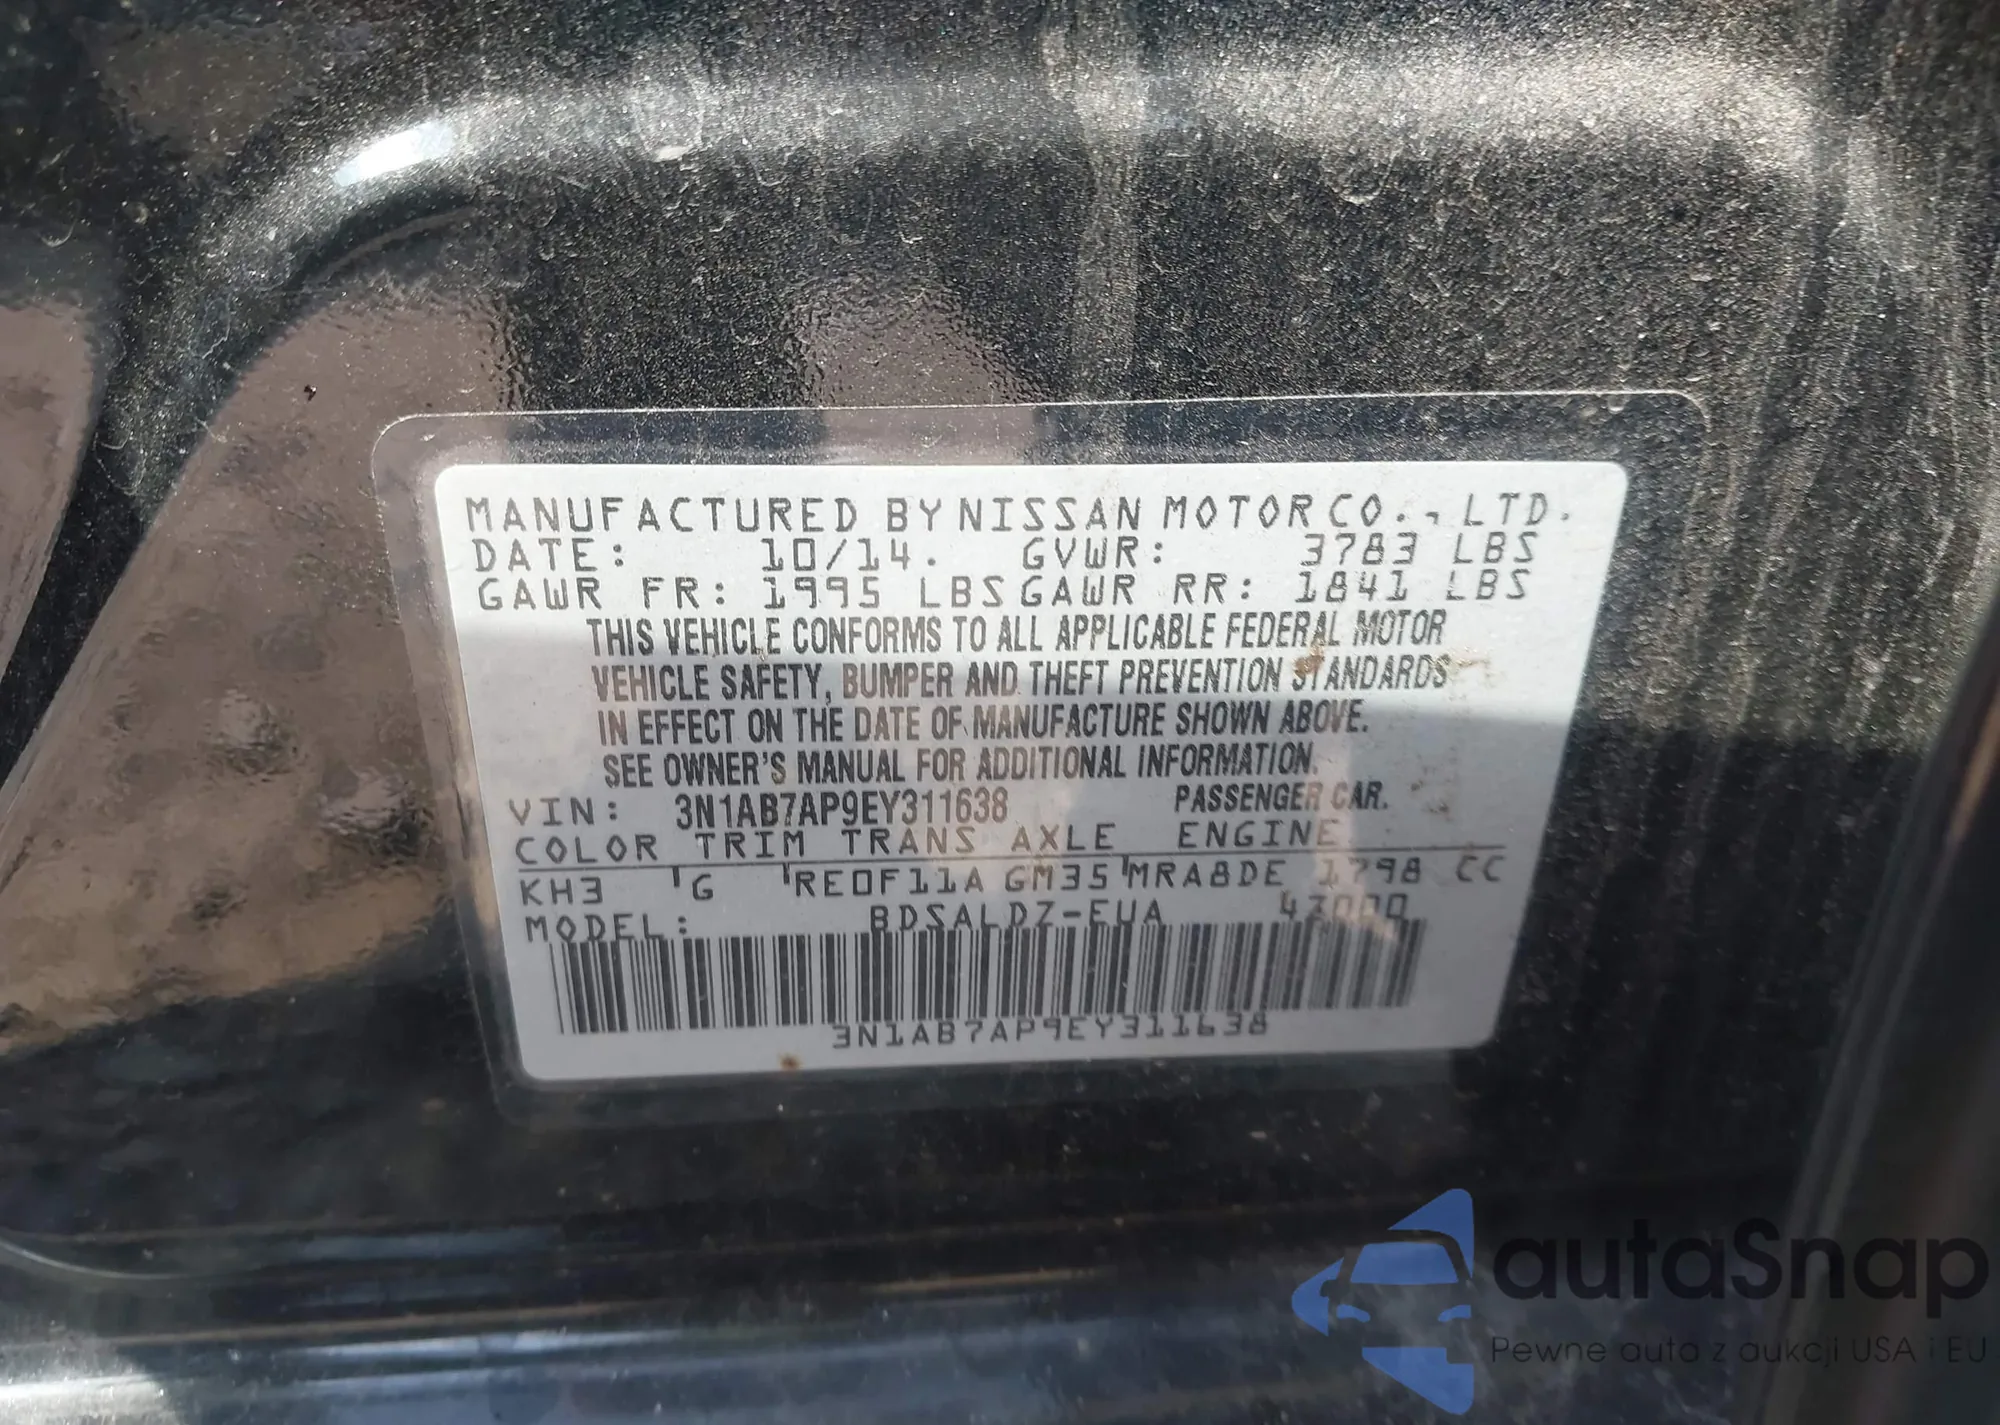 MANUFACTURED BY NISSAN MOTOR CO., LTD.
DATE: 10/14. GVWR: 3783 LBS
GAWR FR: 1995 LBS GAWR RR: 1841 LBS
THIS VEHICLE CONFORMS TO ALL APPLICABLE FEDERAL MOTOR
VEHICLE SAFETY, BUMPER AND THEFT PREVENTION STANDARDS
IN EFFECT ON THE DATE OF MANUFACTURE SHOWN ABOVE.
SEE OWNER'S MANUAL FOR ADDITIONAL INFORMATION.
VIN: 3N1AB7AP9EY311638 PASSENGER CAR.
COLOR TRIM TRANS AXLE ENGINE
KH3 G RE0F11A GM35 MRA8DE 1798 CC
MODEL: BDSALDZ-EUA
3N1AB7AP9EY311638
autaSnap
Pewne auta z aukcji USA i EU